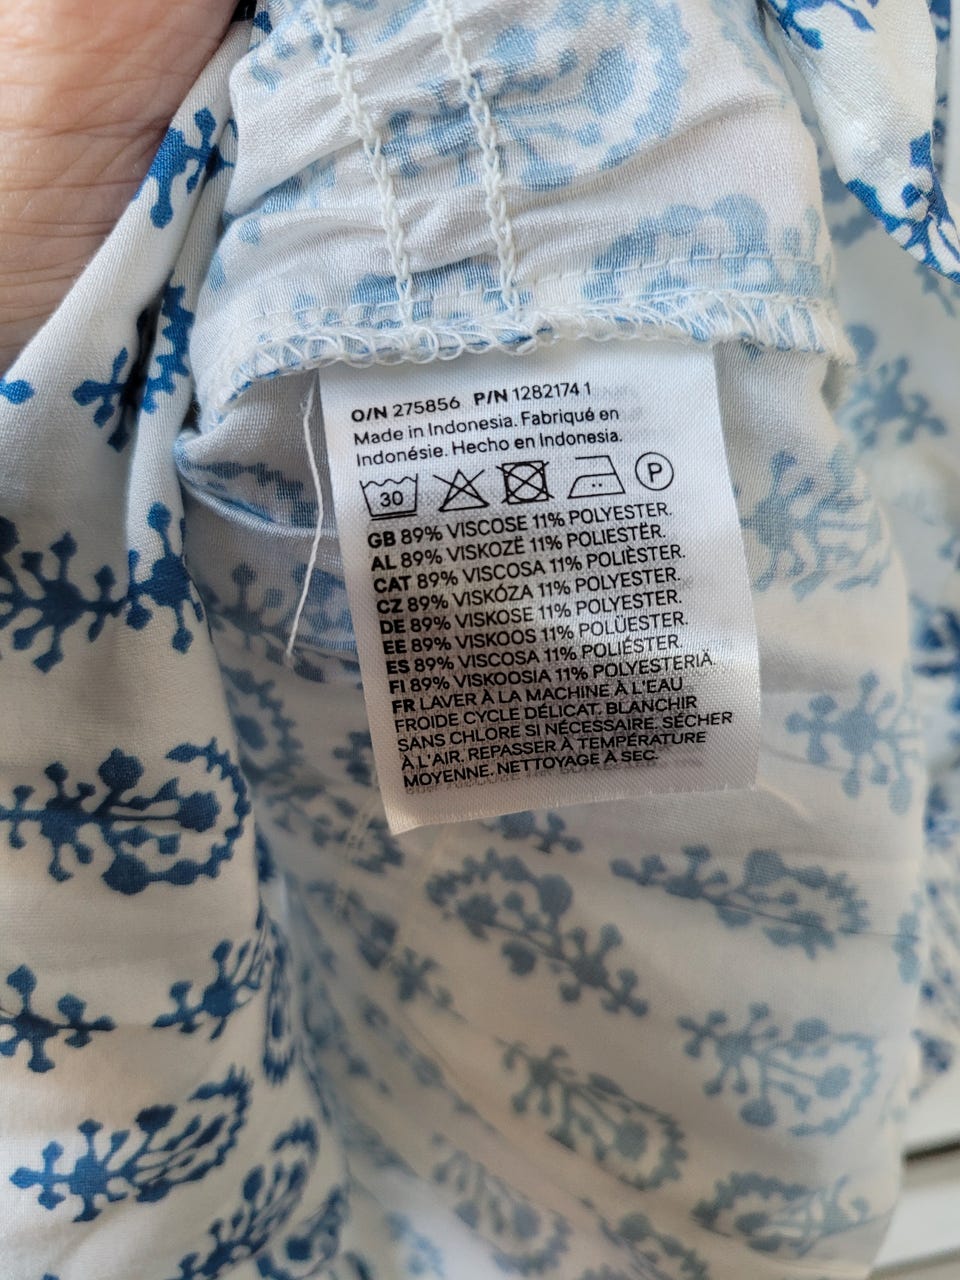 O/N 275856 P/N 1282174 1
Made in Indonesia. Fabriqué en
Indonésie. Hecho en Indonesia.
30 P
GB 89% VISCOSE 11% POLYESTER.
AL 89% VISKOZË 11% POLIESTËR.
CAT 89% VISCOSA 11% POLIÈSTER.
CZ 89% VISKÓZA 11% POLYESTER.
DE 89% VISKOSE 11% POLYESTER.
EE 89% VISKOOS 11% POLÜESTER.
ES 89% VISCOSA 11% POLIÉSTER.
FI 89% VISKOOSIA 11% POLYESTERIÄ.
FR LAVER À LA MACHINE À L'EAU
FROIDE CYCLE DÉLICAT. BLANCHIR
SANS CHLORE SI NÉCESSAIRE. SÉCHER
À L'AIR. REPASSER À TEMPÉRATURE
MOYENNE. NETTOYAGE À SEC.